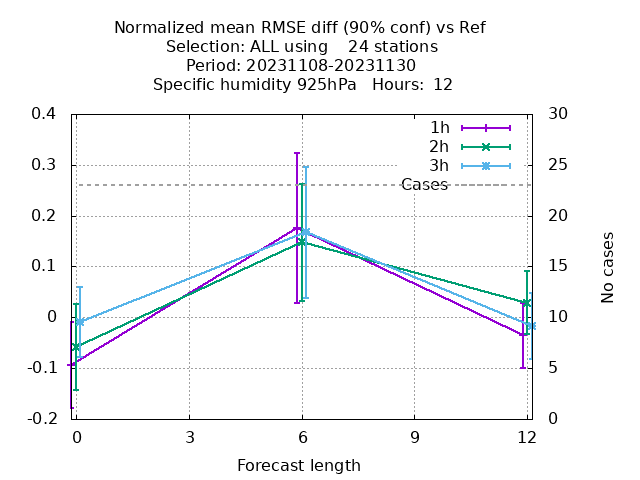 Normalized mean RMSE diff (90% conf) vs Ref
Selection: ALL using    24 stations
Period: 20231108-20231130
Specific humidity 925hPa   Hours:  12
0.4
0.3
0.2
0.1
0
-0.1
-0.2
30
25
20
15
10
5
0
1h
2h
3h
Cases
No cases
0
3
6
9
12
Forecast length